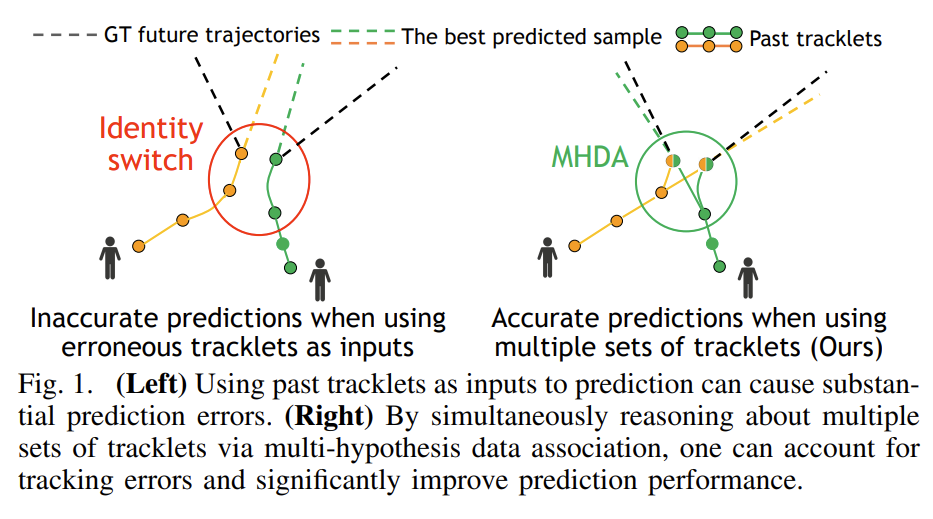 GT future trajectories
The best predicted sample
Past tracklets
Identity
switch
MHDA
Inaccurate predictions when using
erroneous tracklets as inputs
Accurate predictions when using
multiple sets of tracklets (Ours)
Fig. 1. (Left) Using past tracklets as inputs to prediction can cause substan-
tial prediction errors. (Right) By simultaneously reasoning about multiple
sets of tracklets via multi-hypothesis data association, one can account for
tracking errors and significantly improve prediction performance.